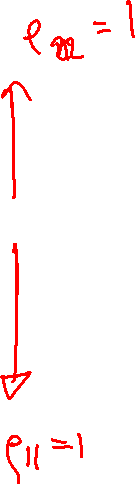 ρ₂₂ = 1
ρ₁₁ = 1